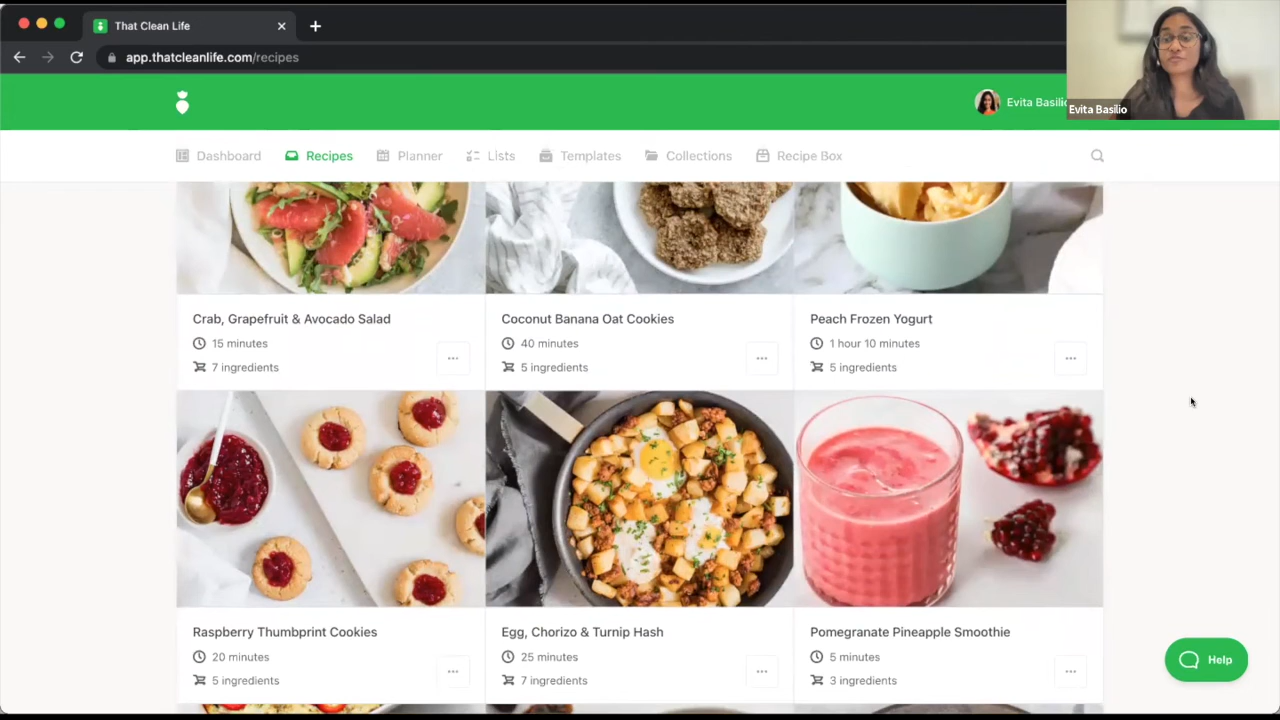 That Clean Life
app.thatcleanlife.com/recipes
Evita Basilio
Evita Basilio
Dashboard
Recipes
Planner
Lists
Templates
Collections
Recipe Box
Crab, Grapefruit & Avocado Salad
15 minutes
7 ingredients
Coconut Banana Oat Cookies
40 minutes
5 ingredients
Peach Frozen Yogurt
1 hour 10 minutes
5 ingredients
Raspberry Thumbprint Cookies
20 minutes
5 ingredients
Egg, Chorizo & Turnip Hash
25 minutes
7 ingredients
Pomegranate Pineapple Smoothie
5 minutes
3 ingredients
Help